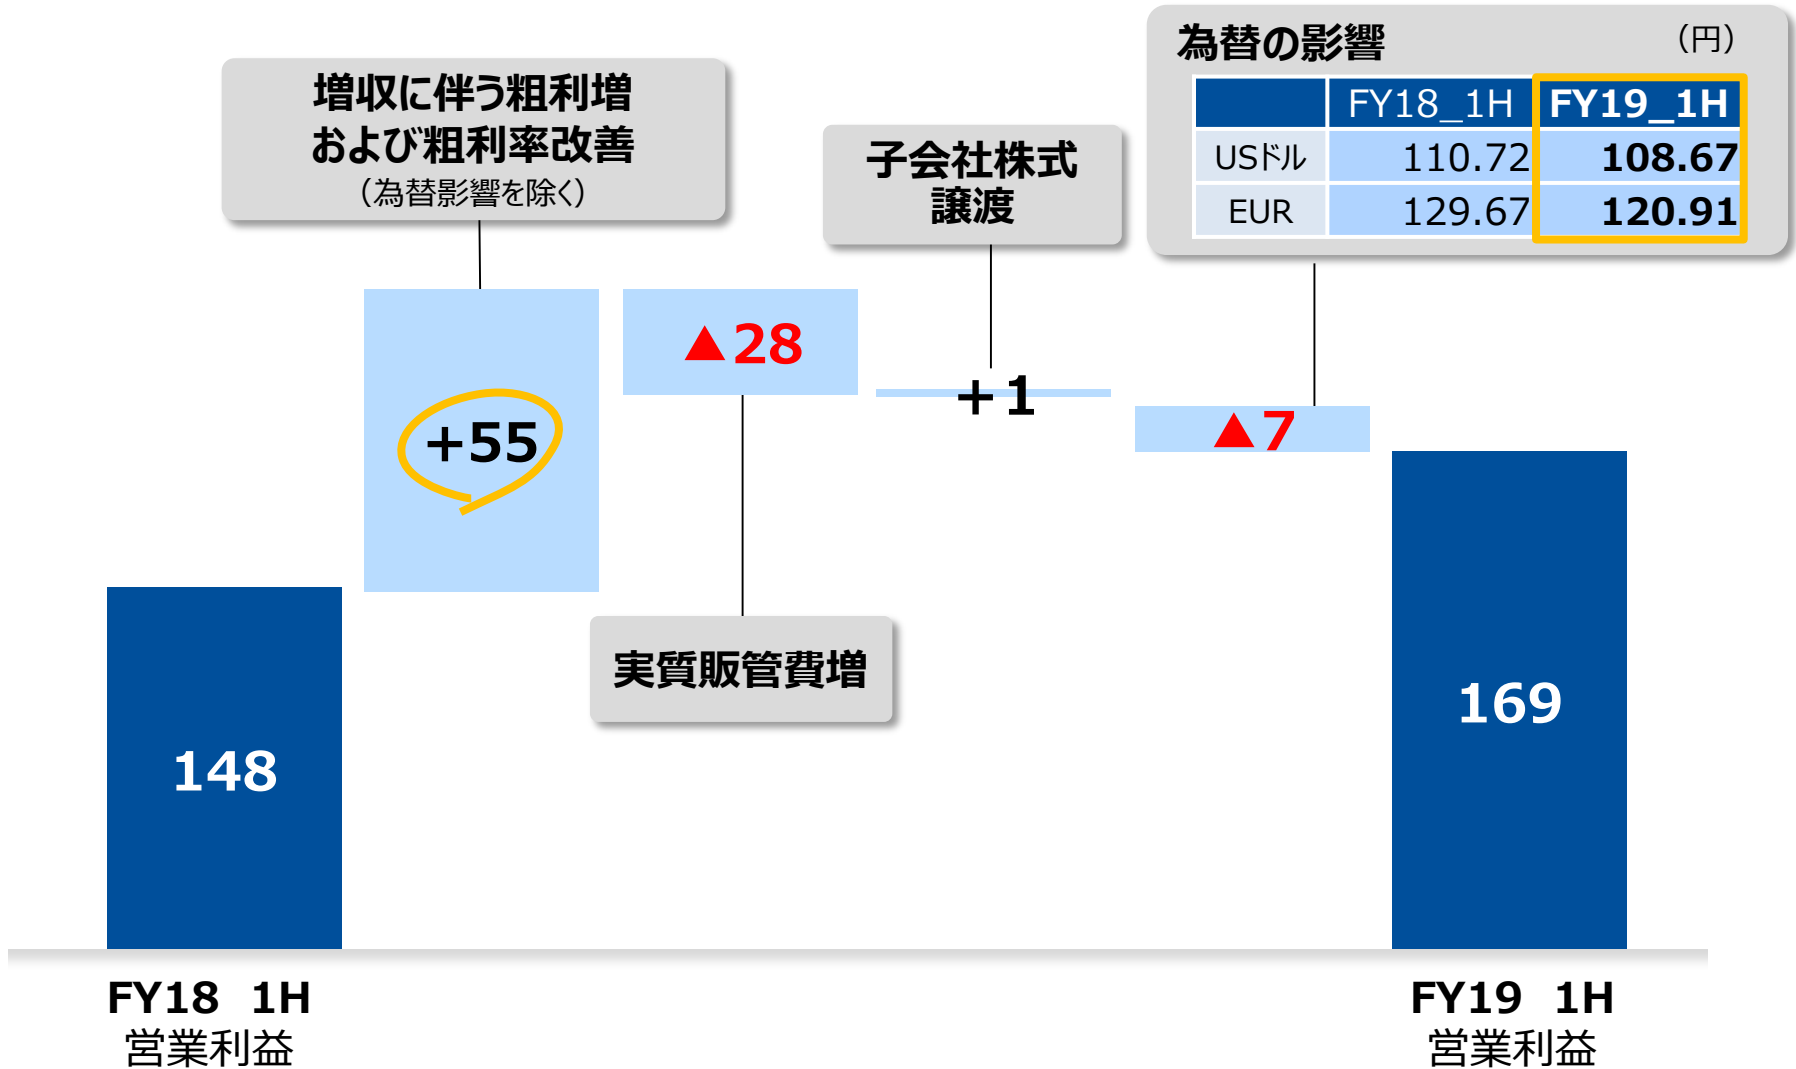 為替の影響 （円）
FY18_1H FY19_1H
USドル 110.72 108.67
EUR 129.67 120.91
増収に伴う粗利増
および粗利率改善
（為替影響を除く）
子会社株式
譲渡
+55
▲28
+1
▲7
実質販管費増
148
169
FY18 1H
営業利益
FY19 1H
営業利益